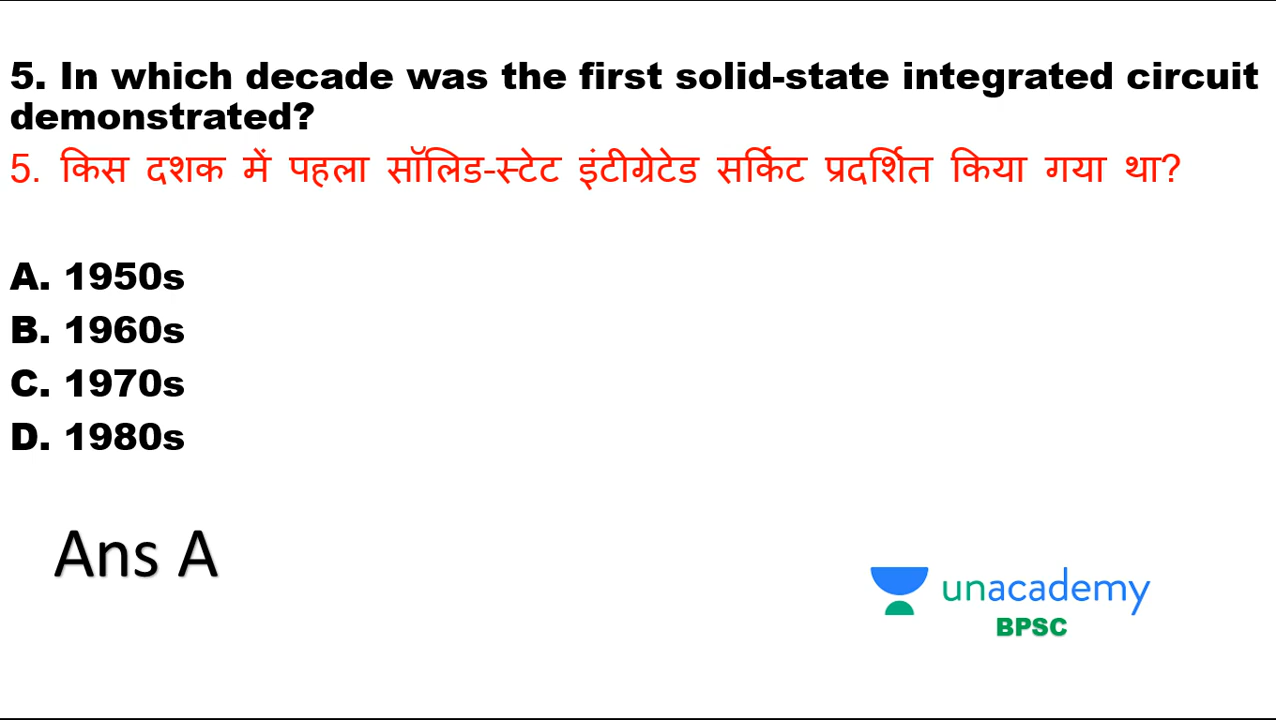 5. In which decade was the first solid-state integrated circuit
demonstrated?
5. किस दशक में पहला सॉलिड-स्टेट इंटीग्रेटेड सर्किट प्रदर्शित किया गया था?
A. 1950s
B. 1960s
C. 1970s
D. 1980s
Ans A
unacademy
BPSC